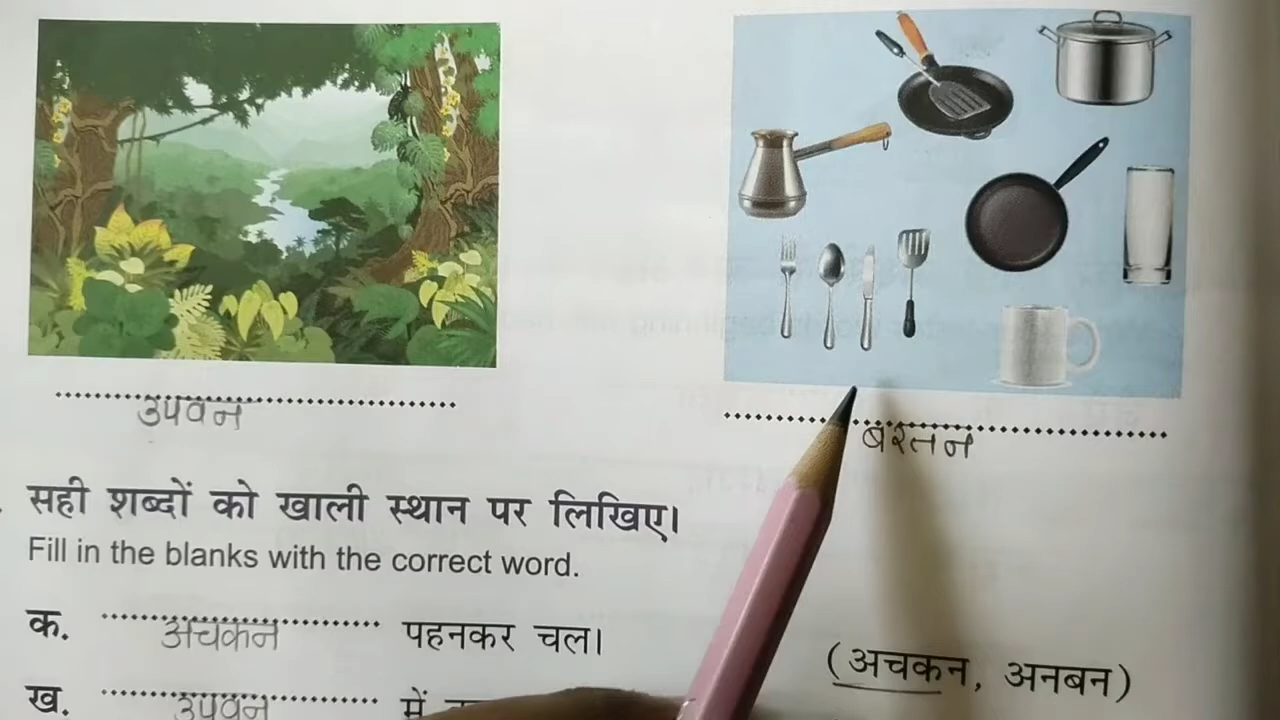 उपवन
बरतन
सही शब्दों को खाली स्थान पर लिखिए।
Fill in the blanks with the correct word.
क. अचकन पहनकर चल। (अचकन, अनबन)
ख. उपवन में